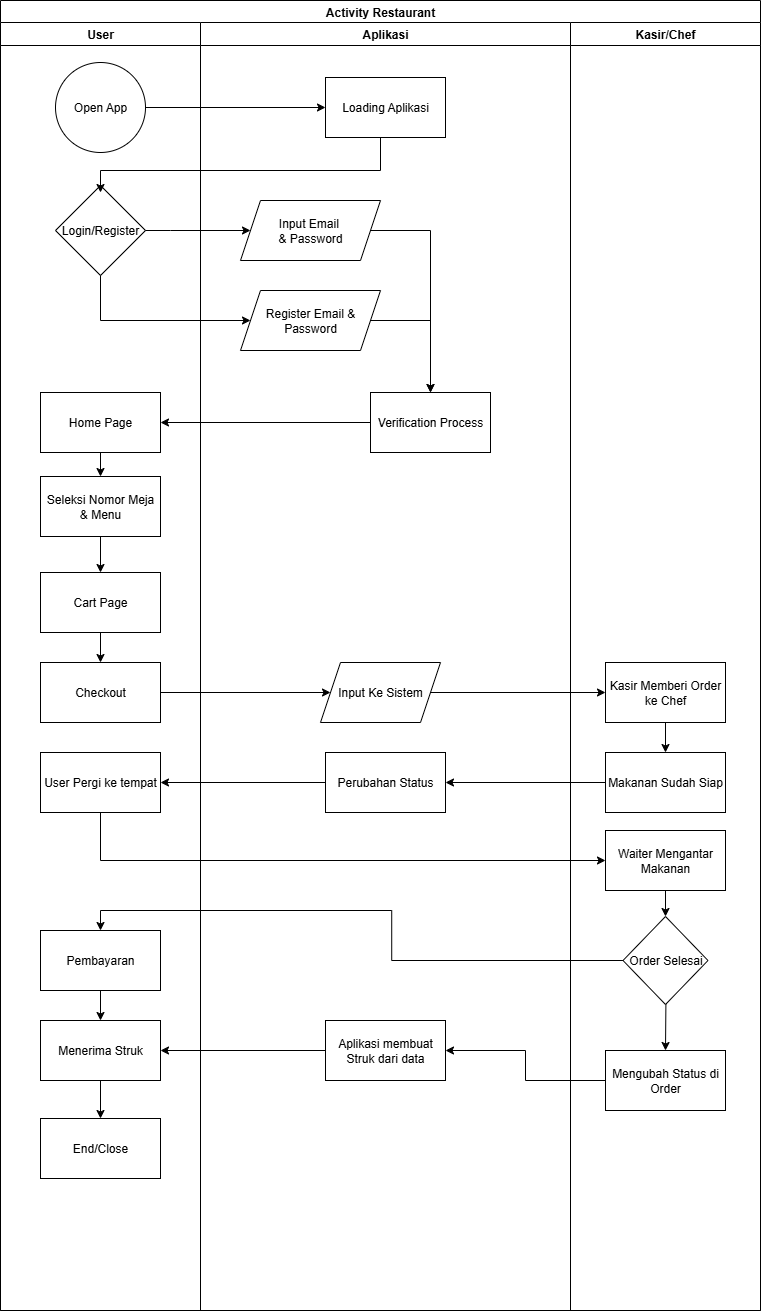 Activity Restaurant
User
Aplikasi
Kasir/Chef
Open App
Loading Aplikasi
Login/Register
Input Email
& Password
Register Email &
Password
Home Page
Verification Process
Seleksi Nomor Meja
& Menu
Cart Page
Checkout
Input Ke Sistem
Kasir Memberi Order
ke Chef
User Pergi ke tempat
Perubahan Status
Makanan Sudah Siap
Waiter Mengantar
Makanan
Pembayaran
Order Selesai
Menerima Struk
Aplikasi membuat
Struk dari data
Mengubah Status di
Order
End/Close